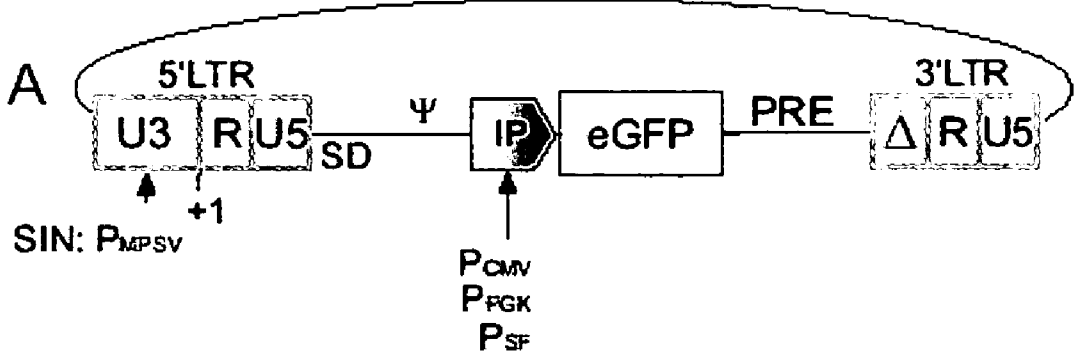 A
5'LTR
3'LTR
U3 R U5 SD Ψ IP eGFP PRE Δ R U5
+1
SIN: PMPSV
PCMV
PPGK
PSF